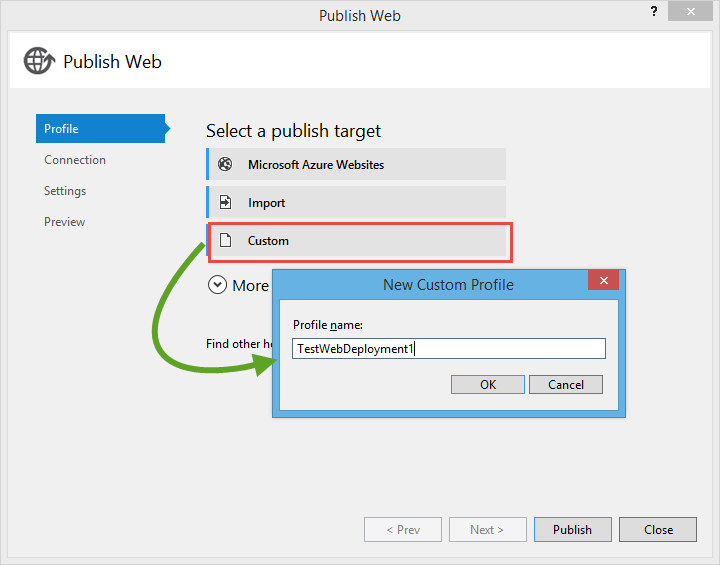 Publish Web
?
Publish Web
Profile
Connection
Settings
Preview
Select a publish target
Microsoft Azure Websites
Import
Custom
More
Find other
New Custom Profile
Profile name:
TestWebDeployment1
OK Cancel
< Prev Next > Publish Close